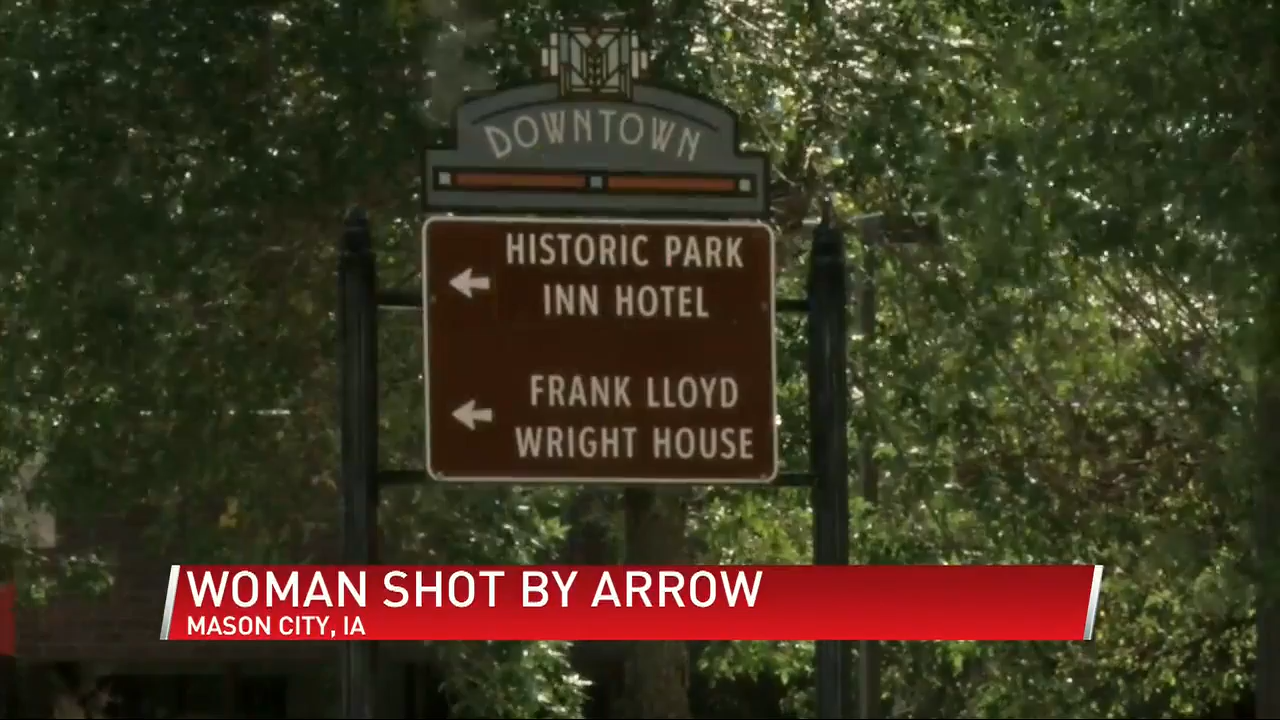 DOWNTOWN
HISTORIC PARK
INN HOTEL
FRANK LLOYD
WRIGHT HOUSE
WOMAN SHOT BY ARROW
MASON CITY, IA